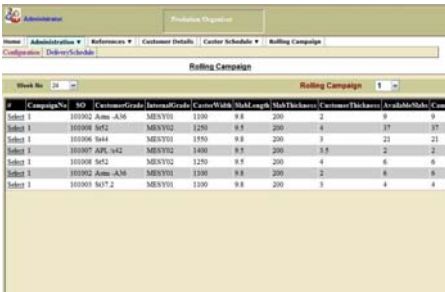 Administrator
Production Organiser
Home Administration ▼ References ▼ Customer Details Caster Schedule ▼ Rolling Campaign
Configuration DeliverySchedule
Rolling Campaign
Week No 24 Rolling Campaign 1
# CampaignNo SO CustomerGrade InternalGrade CasterWidth SlabLength SlabThickness CustomerThickness AvailableSlabs
Select 1 101002 Astm -A36 MESY01 1100 9.8 200 2 9 9
Select 1 101008 St52 MESY02 1250 9.5 200 4 37 37
Select 1 101006 St44 MESY01 1550 9.8 200 3 21 21
Select 1 101007 APL 1400 9.5 200 3.5 2 2
Select 1 101008 St52 MESY02 1250 9.5 200 4 6 6
Select 1 101002 Astm -A36 MESY01 1100 9.8 200 2 6 6
Select 1 101005 St37.2 MESY02 1100 9.8 200 3 4 4